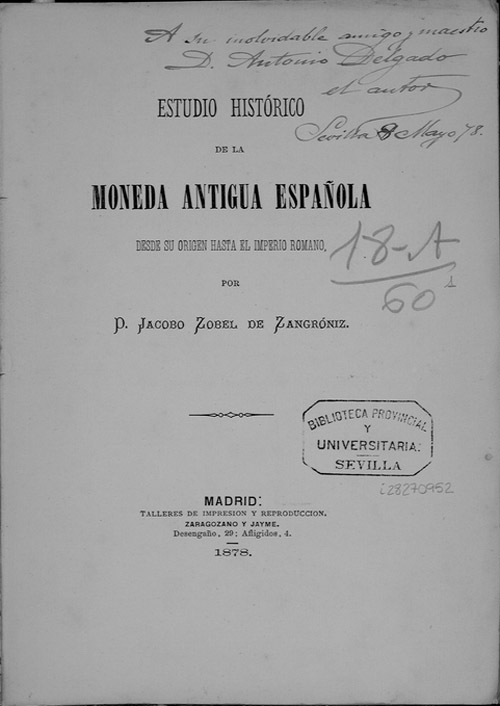 A su inolvidable amigo y maestro
D. Antonio Delgado
el autor
Sevilla 8 Mayo 78.
ESTUDIO HISTÓRICO
DE LA
MONEDA ANTIGUA ESPAÑOLA
DESDE SU ORIGEN HASTA EL IMPERIO ROMANO,
POR
D. JACOBO ZOBEL DE ZANGRÓNIZ.
18-A
60 1
BIBLIOTECA PROVINCIAL
Y
UNIVERSITARIA:
SEVILLA
i28270952
MADRID:
TALLERES DE IMPRESION Y REPRODUCCION.
ZARAGOZANO Y JAYME.
Desengaño, 29; Afligidos, 4.
1878.